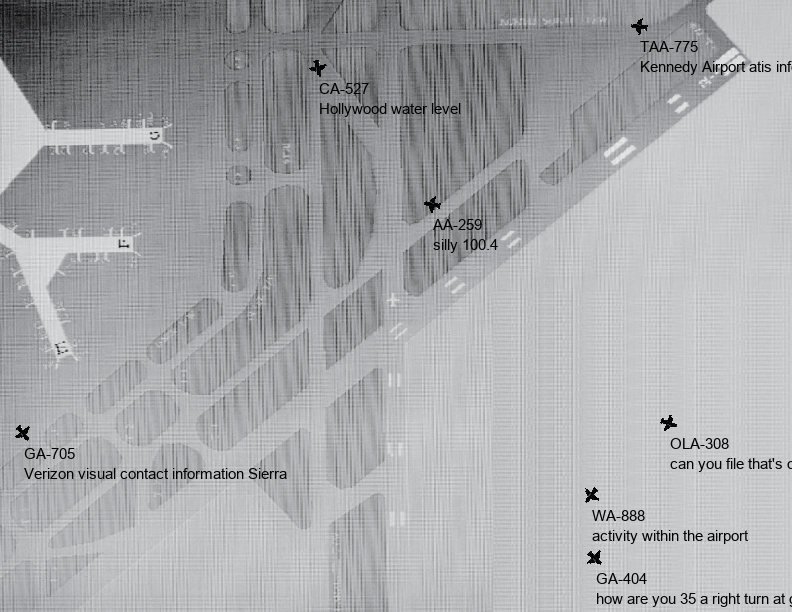 TAA-775
Kennedy Airport atis inf
CA-527
Hollywood water level
G
F
AA-259
silly 100.4
GA-705
Verizon visual contact information Sierra
OLA-308
can you file that's
WA-888
activity within the airport
GA-404
how are you 35 a right turn at